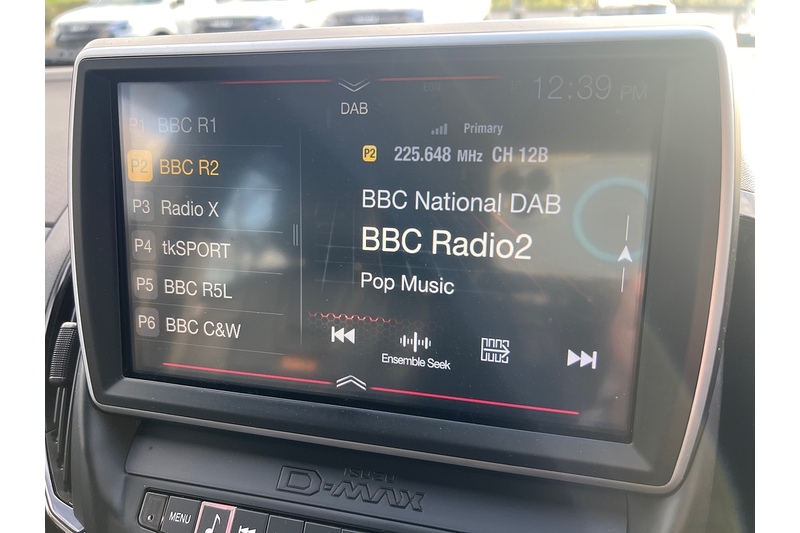 DAB
12:39 PM
P1 BBC R1
P2 BBC R2
P3 Radio X
P4 tkSPORT
P5 BBC R5L
P6 BBC C&W
Primary
P2 225.648 MHz CH 12B
BBC National DAB
BBC Radio2
Pop Music
Ensemble Seek
ISUZU
D-MAX
MENU